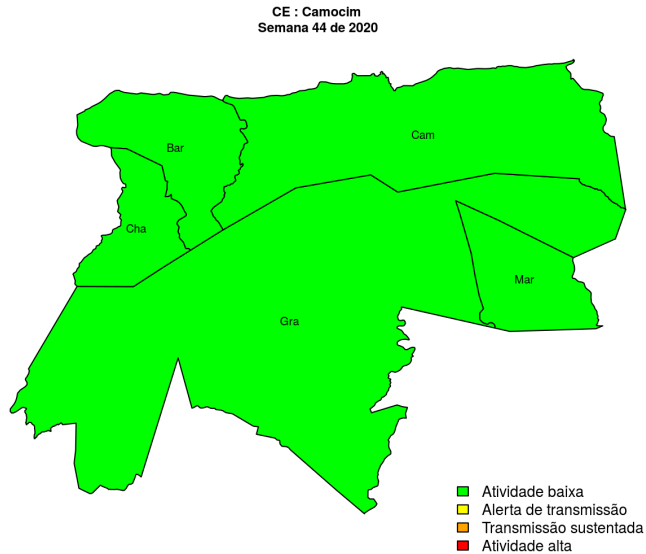 CE : Camocim
Semana 44 de 2020
Bar
Cam
Cha
Mar
Gra
Atividade baixa
Alerta de transmissão
Transmissão sustentada
Atividade alta